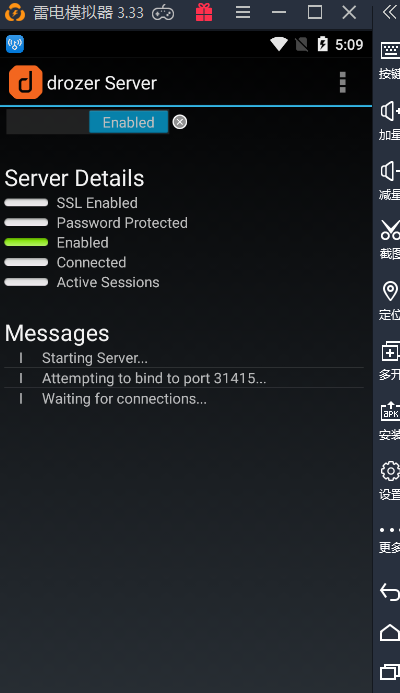 雷电模拟器 3.33
5:09
drozer Server
Enabled
Server Details
SSL Enabled
Password Protected
Enabled
Connected
Active Sessions
Messages
I Starting Server...
I Attempting to bind to port 31415...
I Waiting for connections...
按键
加量
减量
截图
定位
多开
APK
安装
设置
更多